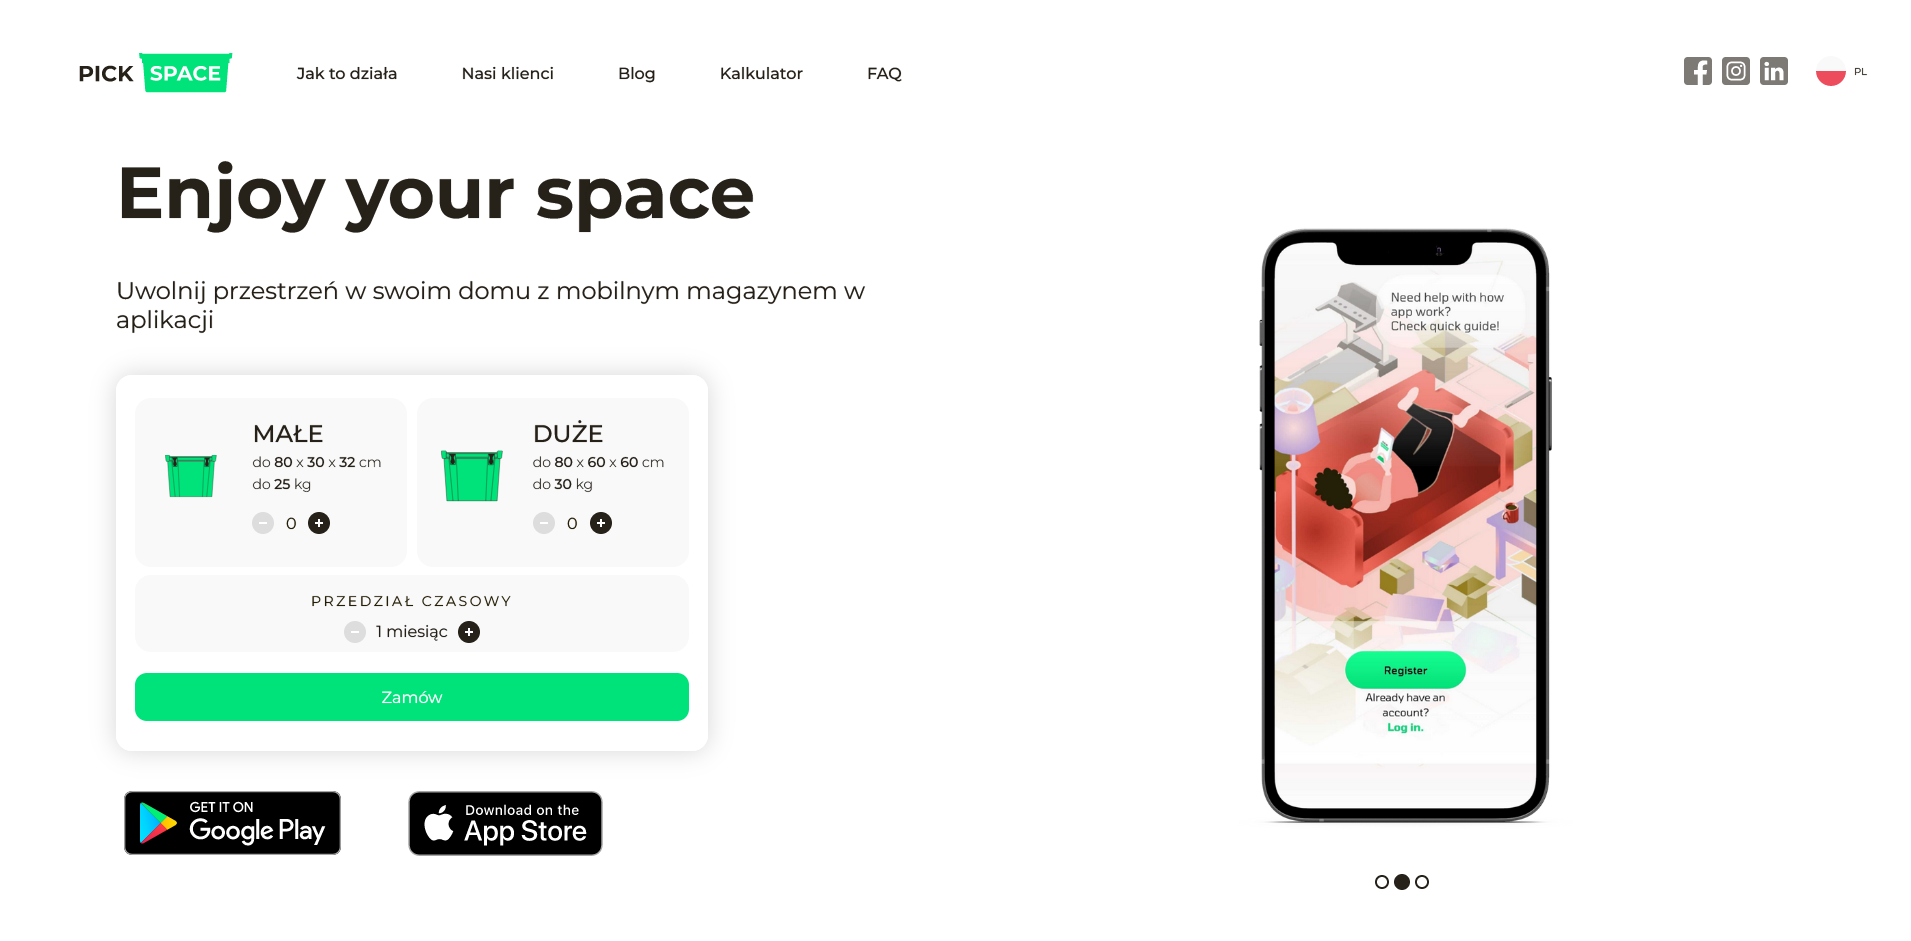 PICK SPACE
Jak to działa
Nasi klienci
Blog
Kalkulator
FAQ
PL
Enjoy your space
Uwolnij przestrzeń w swoim domu z mobilnym magazynem w
aplikacji
MAŁE
do 80 x 30 x 32 cm
do 25 kg
0
DUŻE
do 80 x 60 x 60 cm
do 30 kg
0
PRZEDZIAŁ CZASOWY
1 miesiąc
Zamów
GET IT ON
Google Play
Download on the
App Store
Need help with how
app work?
Check quick guide!
Register
Already have an
account?
Log in.